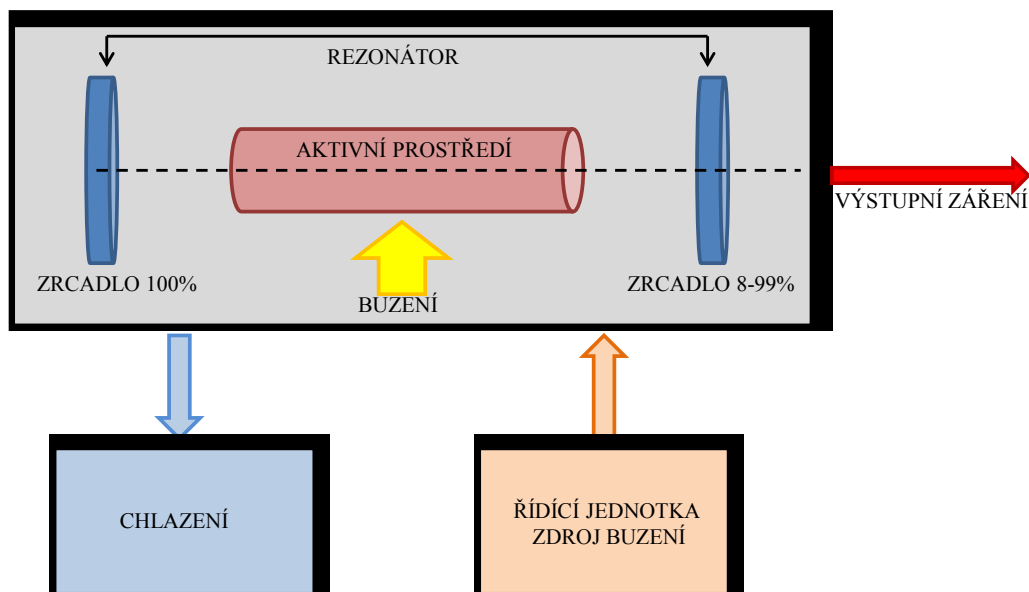 REZONÁTOR
AKTIVNÍ PROSTŘEDÍ
VÝSTUPNÍ ZÁŘENÍ
ZRCADLO 100%
ZRCADLO 8-99%
BUZENÍ
CHLAZENÍ
ŘÍDÍCÍ JEDNOTKA
ZDROJ BUZENÍ